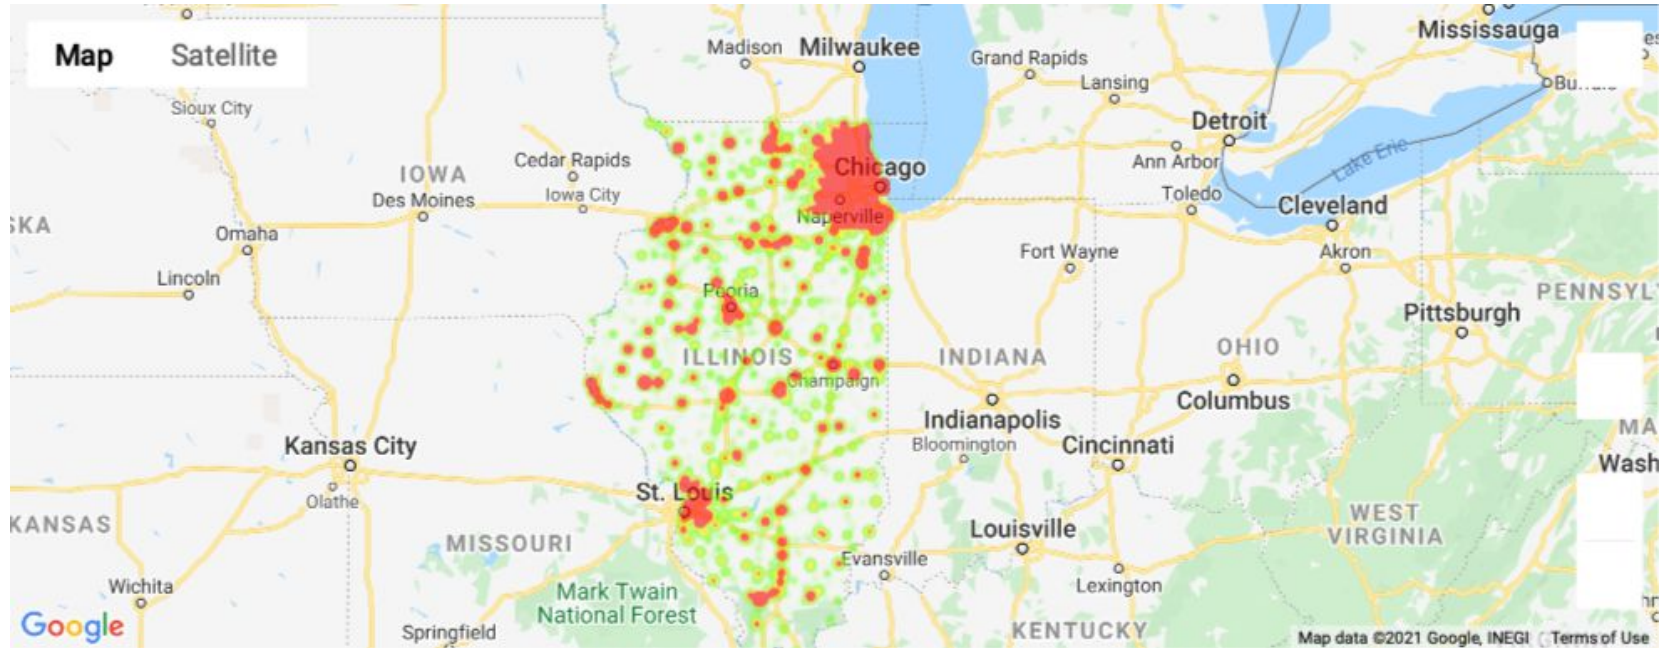 Map
Satellite
Madison
Milwaukee
Grand Rapids
Lansing
Mississauga
Sioux City
Detroit
Cedar Rapids
Chicago
Ann Arbor
Lake Erie
IOWA
Des Moines
Iowa City
Toledo
Cleveland
SKA
Omaha
Naperville
Fort Wayne
Akron
Lincoln
Peoria
PENNSYL
Pittsburgh
ILLINOIS
INDIANA
OHIO
Champaign
Columbus
Indianapolis
MA
Kansas City
Bloomington
Cincinnati
Wash
Olathe
St. Louis
KANSAS
MISSOURI
Louisville
WEST
VIRGINIA
Evansville
Wichita
Mark Twain
National Forest
Lexington
Google
Springfield
KENTUCKY
Map data ©2021 Google, INEGI
Terms of Use